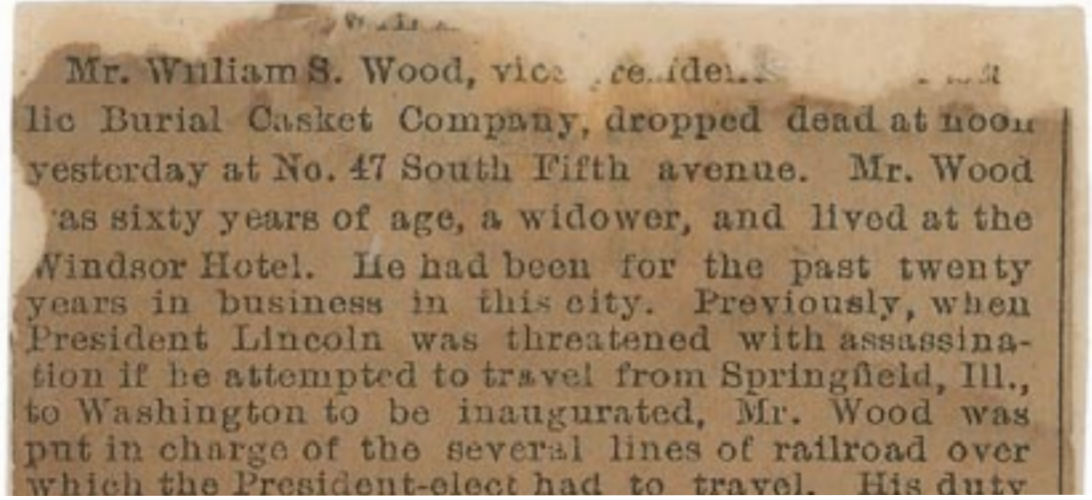 Mr. William S. Wood, vice
lic Burial Casket Company, dropped dead at noon
yesterday at No. 47 South Fifth avenue. Mr. Wood
as sixty years of age, a widower, and lived at the
Windsor Hotel. He had been for the past twenty
years in business in this city. Previously, when
President Lincoln was threatened with assassina-
tion if he attempted to travel from Springfield, Ill.,
to Washington to be inaugurated, Mr. Wood was
put in charge of the several lines of railroad over
which the President-elect had to travel. His duty